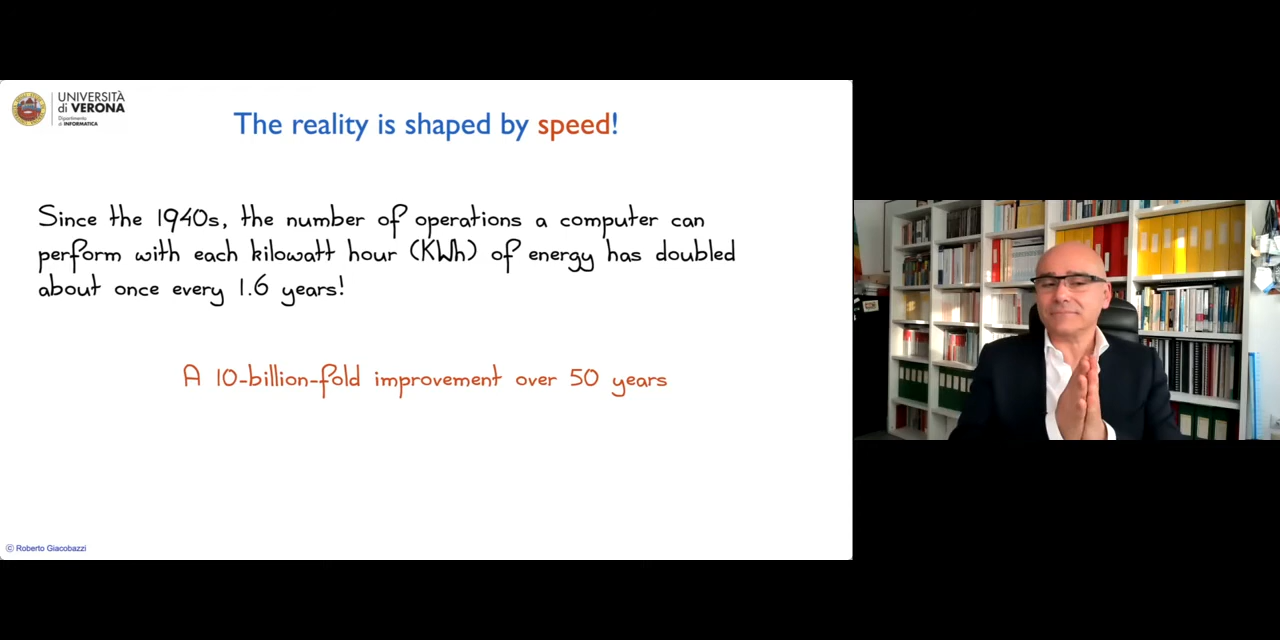 UNIVERSITÀ
di VERONA
Dipartimento
di INFORMATICA
The reality is shaped by speed!
Since the 1940s, the number of operations a computer can
perform with each kilowatt hour (KWh) of energy has doubled
about once every 1.6 years!
A 10-billion-fold improvement over 50 years
© Roberto Giacobazzi